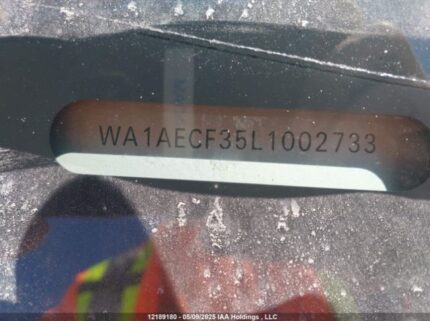 WA1AECF35L1002733
12189180 - 05/09/2025 IAA Holdings , LLC